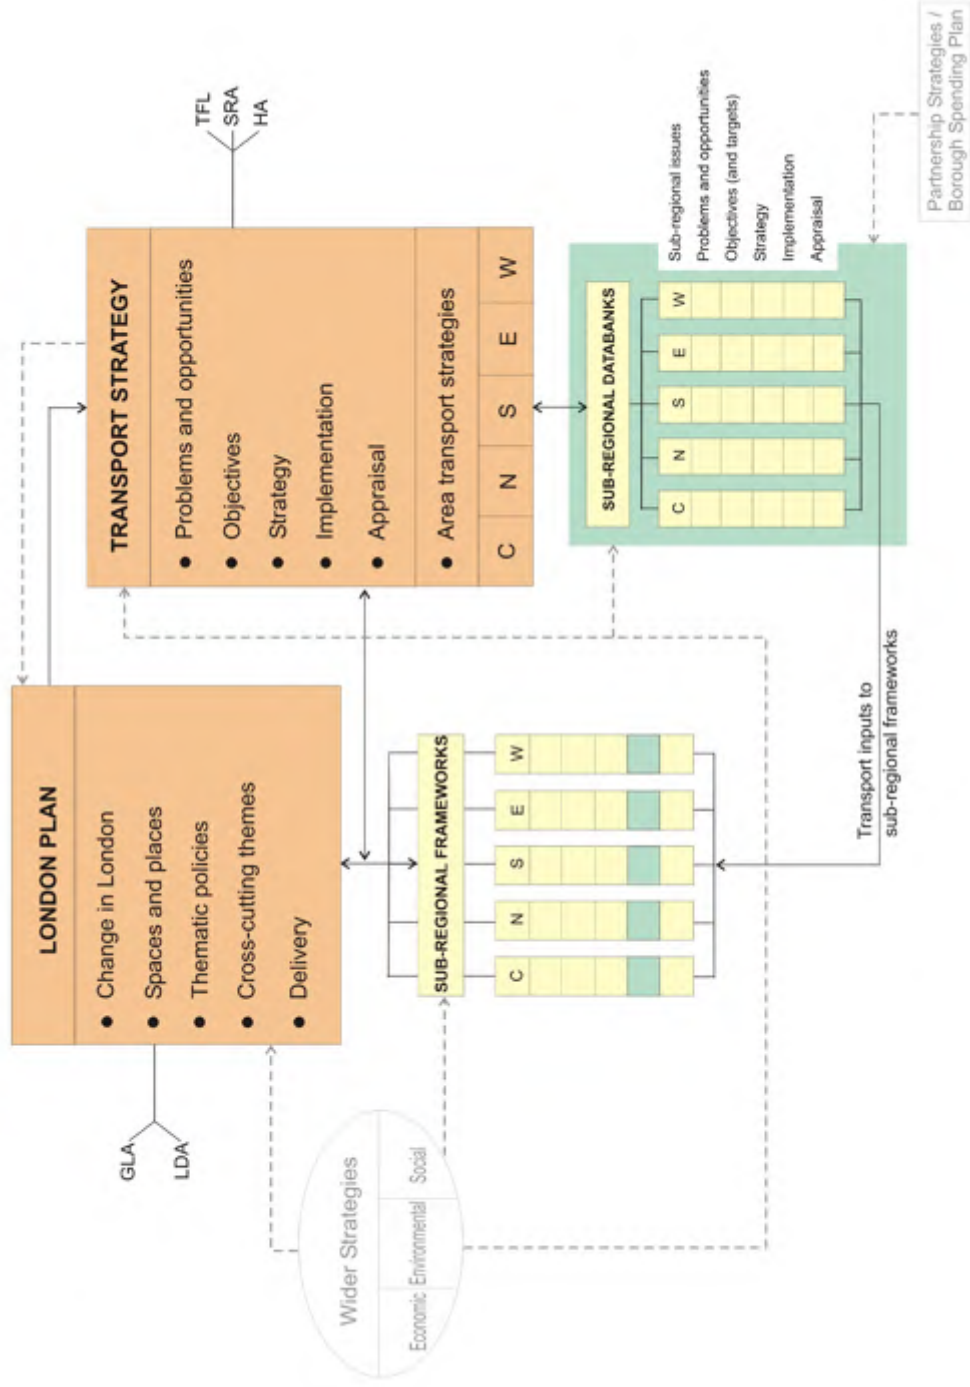 GLA
LDA
LONDON PLAN
● Change in London
● Spaces and places
● Thematic policies
● Cross-cutting themes
● Delivery
TRANSPORT STRATEGY
● Problems and opportunities
● Objectives
● Strategy
● Implementation
● Appraisal
● Area transport strategies
C N S E W
TFL
SRA
HA
Wider Strategies
Economic Environmental Social
SUB-REGIONAL FRAMEWORKS
C N S E W
SUB-REGIONAL DATABANKS
C N S E W
Sub-regional issues
Problems and opportunities
Objectives (and targets)
Strategy
Implementation
Appraisal
Transport inputs to
sub-regional frameworks
Partnership Strategies /
Borough Spending Plan